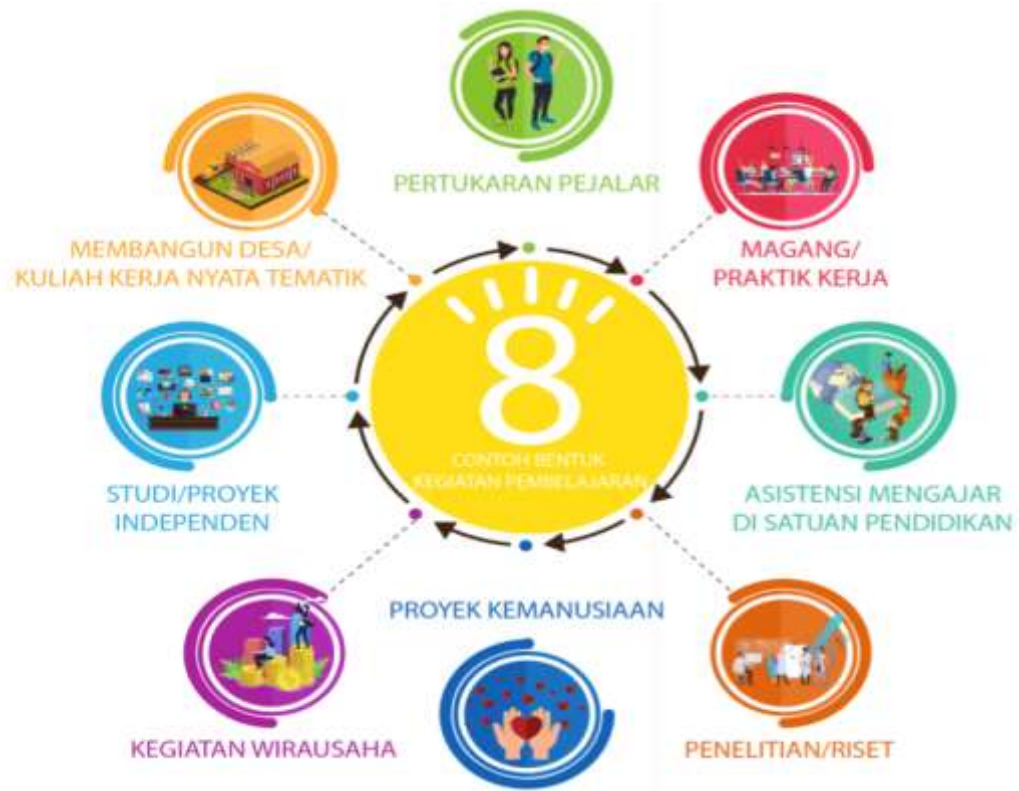 PERTUKARAN PEJALAR
MAGANG/
PRAKTIK KERJA
ASISTENSI MENGAJAR
DI SATUAN PENDIDIKAN
PENELITIAN/RISET
PROYEK KEMANUSIAAN
KEGIATAN WIRAUSAHA
STUDI/PROYEK
INDEPENDEN
MEMBANGUN DESA/
KULIAH KERJA NYATA TEMATIK
8
CONTOH BENTUK
KEGIATAN PEMBELAJARAN